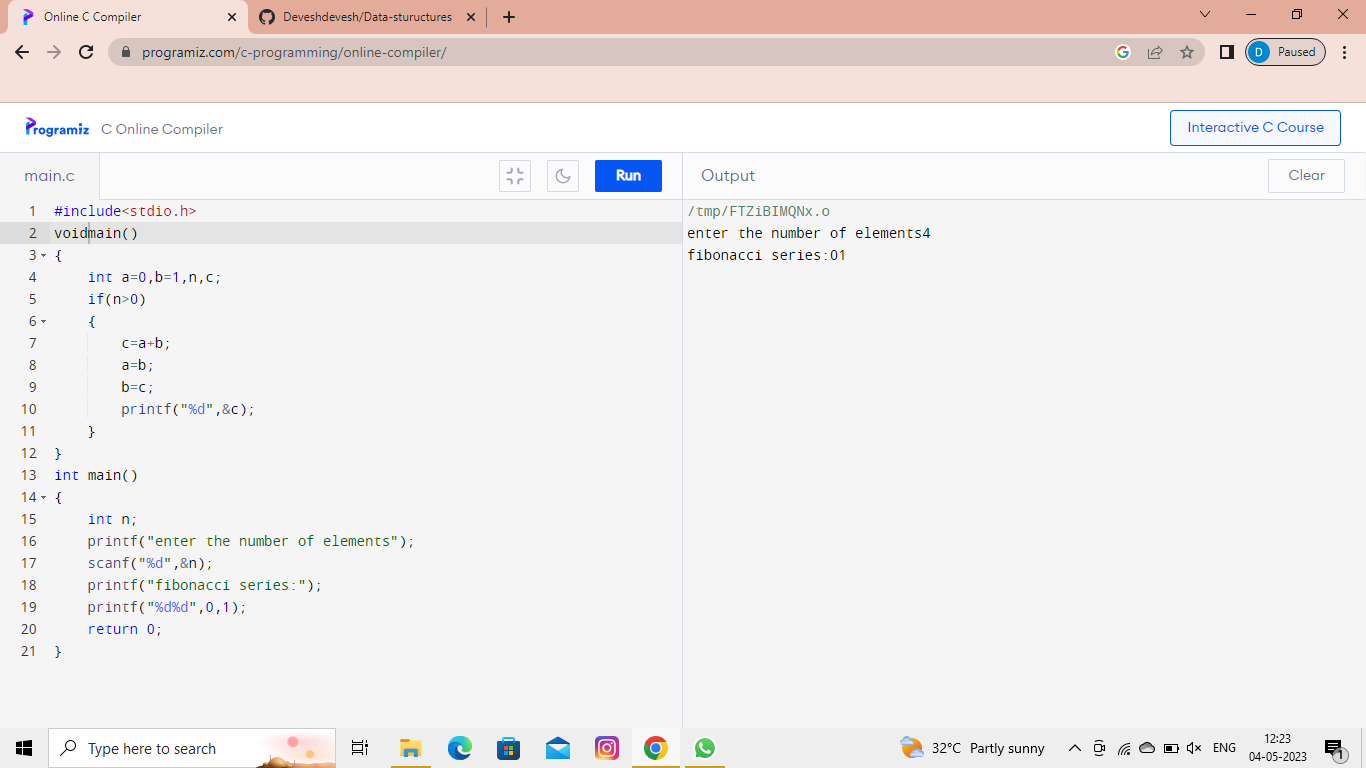 Online C Compiler
Deveshdevesh/Data-sturuc​tures
programiz.com/c-programming/online-compiler/
D Paused
Programiz C Online Compiler
Interactive C Course
main.c
Run
Output
Clear
1 #include<stdio.h>
2 voidmain()
3 {
4 int a=0,b=1,n,c;
5 if(n>0)
6 {
7 c=a+b;
8 a=b;
9 b=c;
10 printf("%d",&c);
11 }
12 }
13 int main()
14 {
15 int n;
16 printf("enter the number of elements");
17 scanf("%d",&n);
18 printf("fibonacci series:");
19 printf("%d%d",0,1);
20 return 0;
21 }
/tmp/FTZiBIMQNx.o
enter the number of elements4
fibonacci series:01
Type here to search
32°C Partly sunny
ENG
12:23
04-05-2023
1